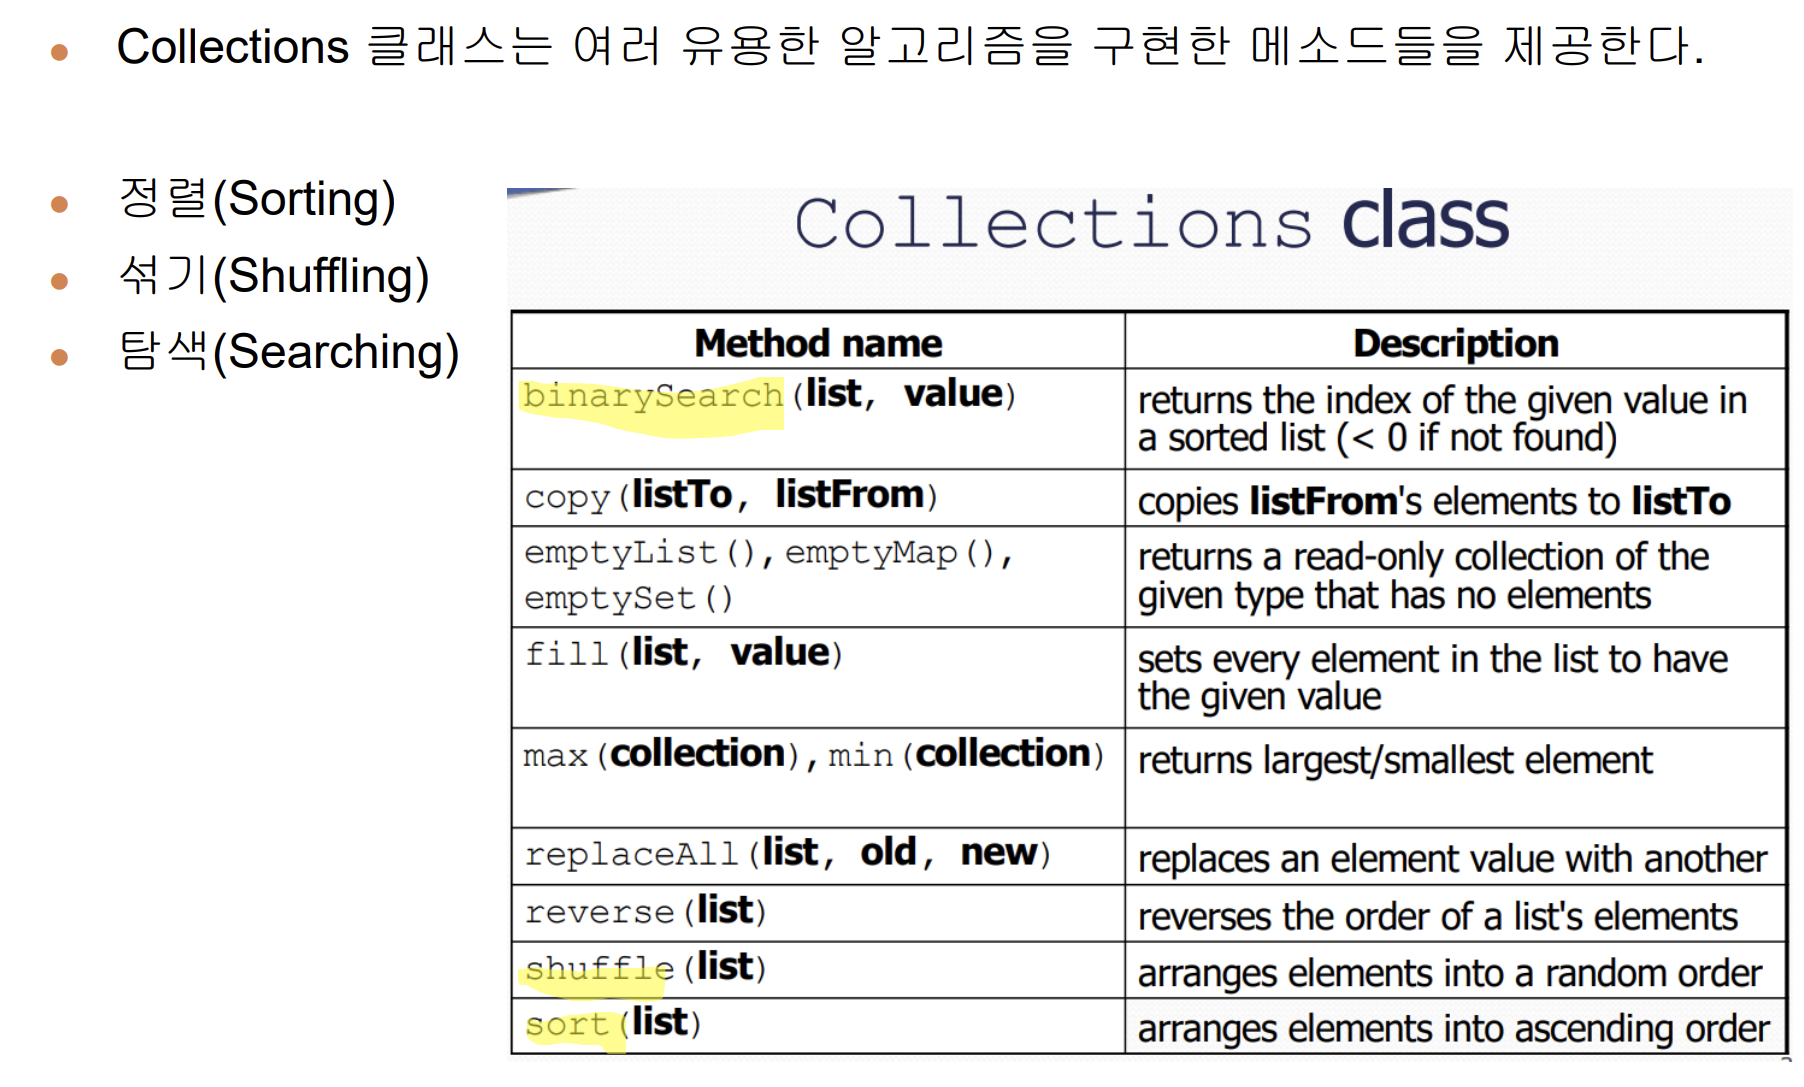 Collections 클래스는 여러 유용한 알고리즘을 구현한 메소드들을 제공한다.
정렬(Sorting)
섞기(Shuffling)
탐색(Searching)
Collections class
Method name Description
binarySearch(list, value) returns the index of the given value in
a sorted list (< 0 if not found)
copy(listTo, listFrom) copies listFrom's elements to listTo
emptyList(), emptyMap(), returns a read-only collection of the
emptySet() given type that has no elements
fill(list, value) sets every element in the list to have
the given value
max(collection), min(collection) returns largest/smallest element
replaceAll(list, old, new) replaces an element value with another
reverse(list) reverses the order of a list's elements
shuffle(list) arranges elements into a random order
sort(list) arranges elements into ascending order